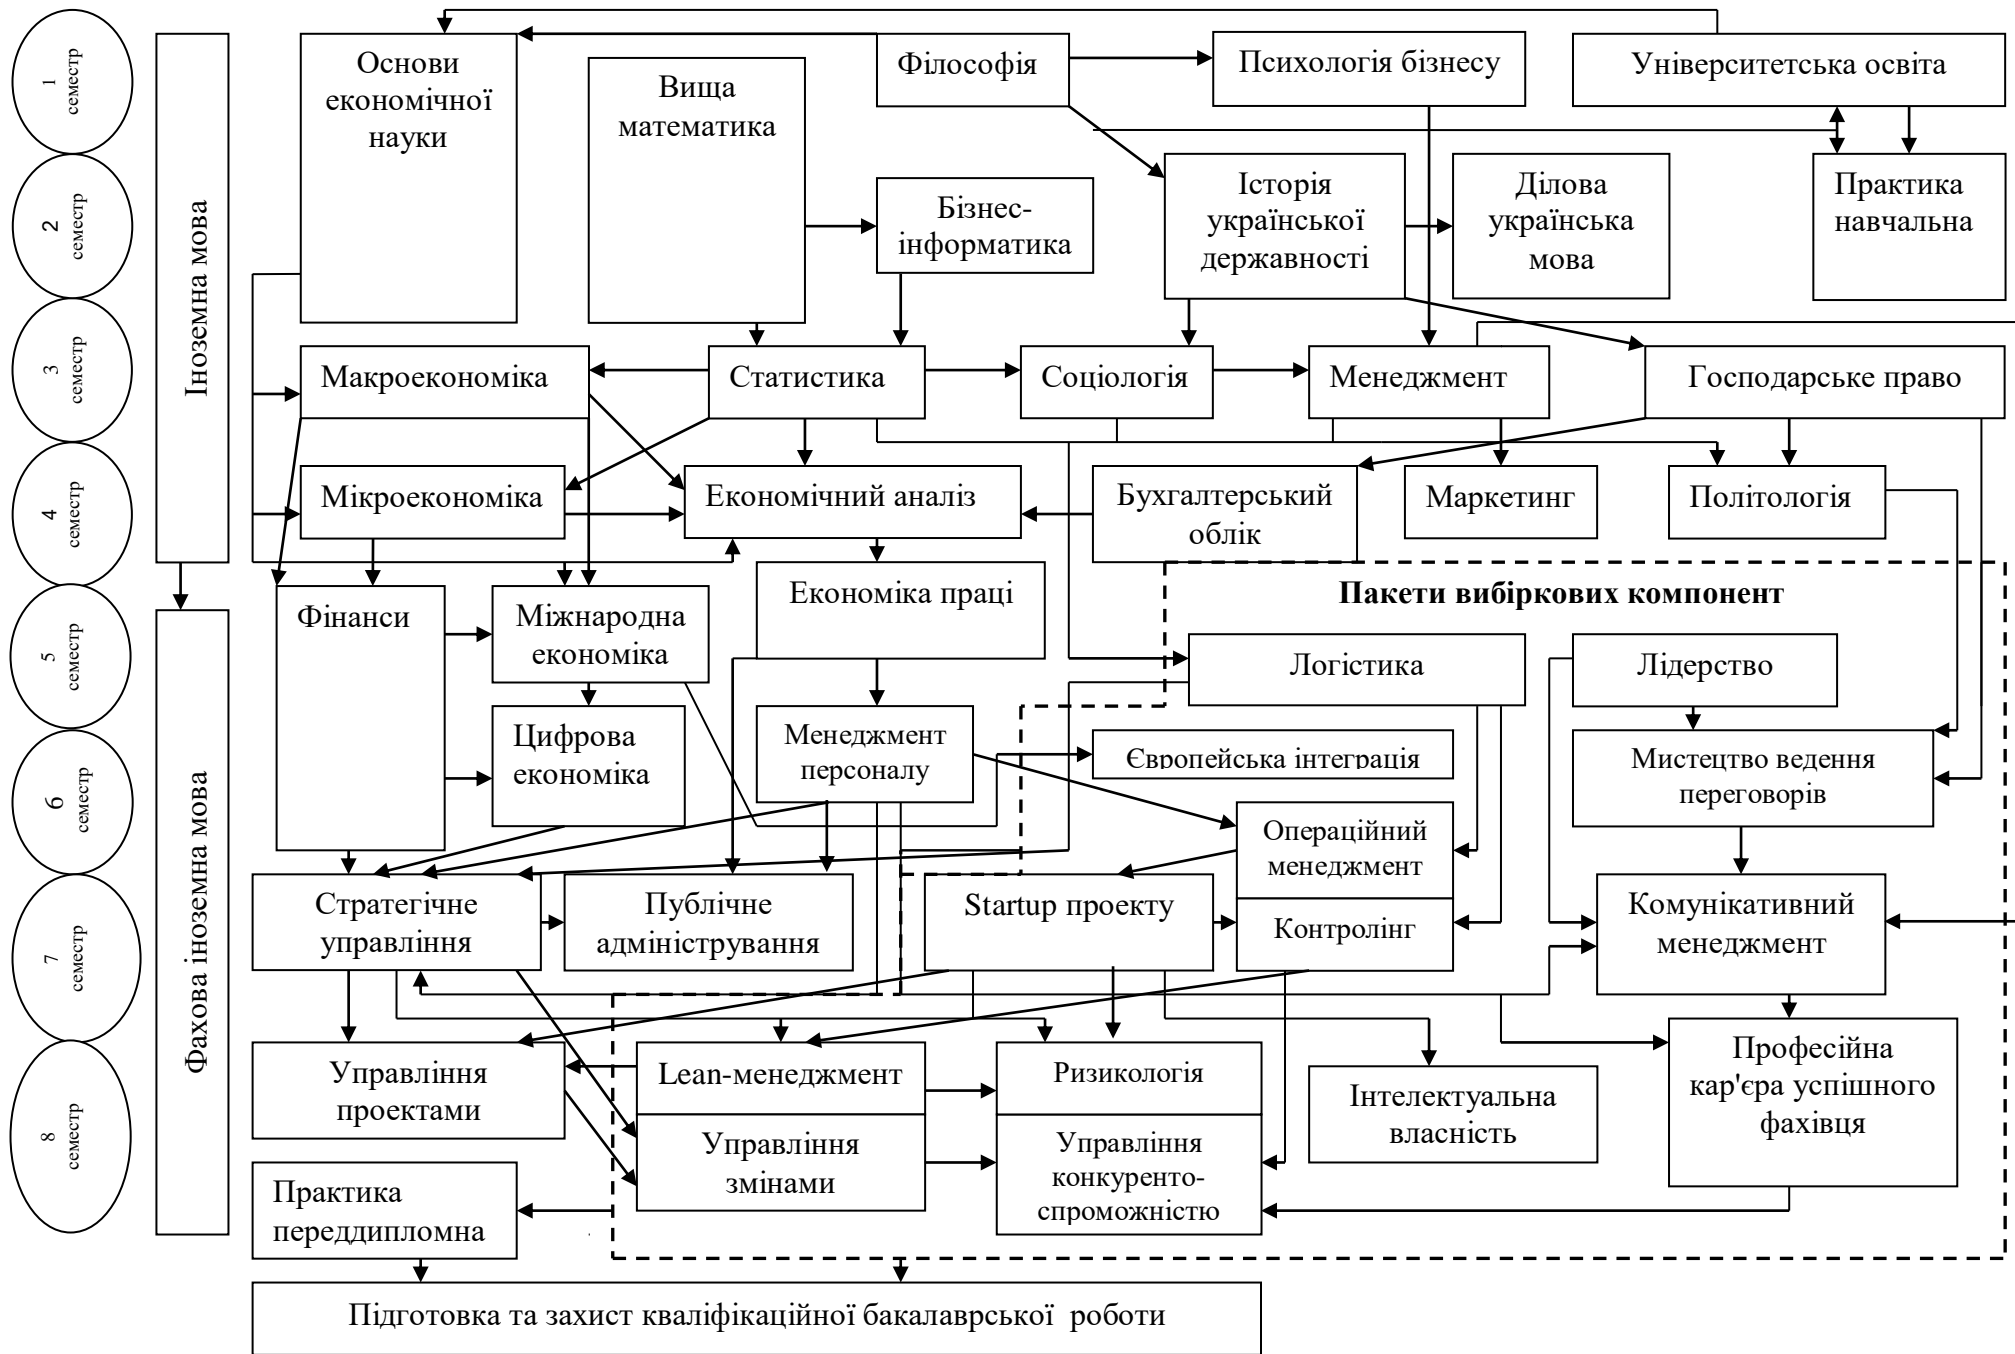 1
семестр
2
семестр
3
семестр
4
семестр
5
семестр
6
семестр
7
семестр
8
семестр
Іноземна мова
Фахова іноземна мова
Основи
економічної
науки
Вища
математика
Філософія
Психологія бізнесу
Університетська освіта
Бізнес-
інформатика
Історія
української
державності
Ділова
українська
мова
Практика
навчальна
Макроекономіка
Статистика
Соціологія
Менеджмент
Господарське право
Мікроекономіка
Економічний аналіз
Бухгалтерський
облік
Маркетинг
Політологія
Фінанси
Міжнародна
економіка
Економіка праці
Пакети вибіркових компонент
Логістика
Лідерство
Цифрова
економіка
Менеджмент
персоналу
Європейська інтеграція
Мистецтво ведення
переговорів
Операційний
менеджмент
Стратегічне
управління
Публічне
адміністрування
Startup проекту
Контролінг
Комунікативний
менеджмент
Управління
проектами
Lean-менеджмент
Ризикологія
Інтелектуальна
власність
Професійна
кар'єра успішного
фахівця
Управління
змінами
Управління
конкуренто-
спроможністю
Практика
переддипломна
Підготовка та захист кваліфікаційної бакалаврської роботи